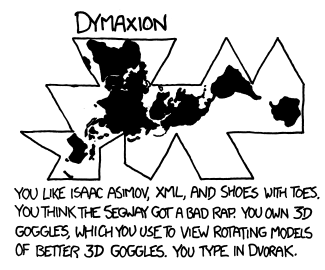 DYMAXION
YOU LIKE ISAAC ASIMOV, XML, AND SHOES WITH TOES.
YOU THINK THE SEGWAY GOT A BAD RAP. YOU OWN 3D
GOGGLES, WHICH YOU USE TO VIEW ROTATING MODELS
OF BETTER 3D GOGGLES. YOU TYPE IN DVORAK.